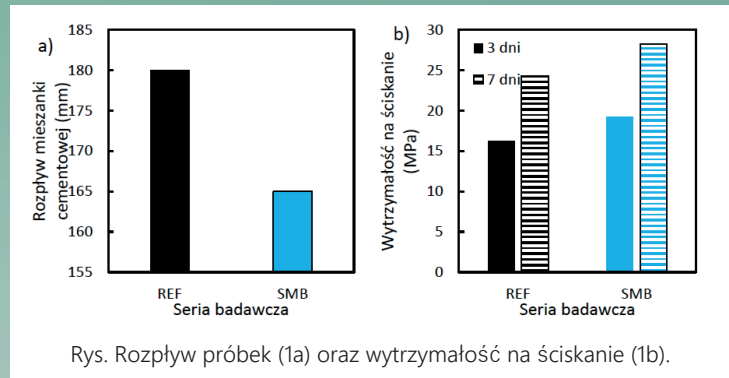 a)
Rozpływ mieszanki
cementowej (mm)
185
180
175
170
165
160
155
REF
SMB
Seria badawcza
b)
Wytrzymałość na ściskanie
(MPa)
30
25
20
15
10
5
0
3 dni
7 dni
REF
SMB
Seria badawcza
Rys. Rozpływ próbek (1a) oraz wytrzymałość na ściskanie (1b).